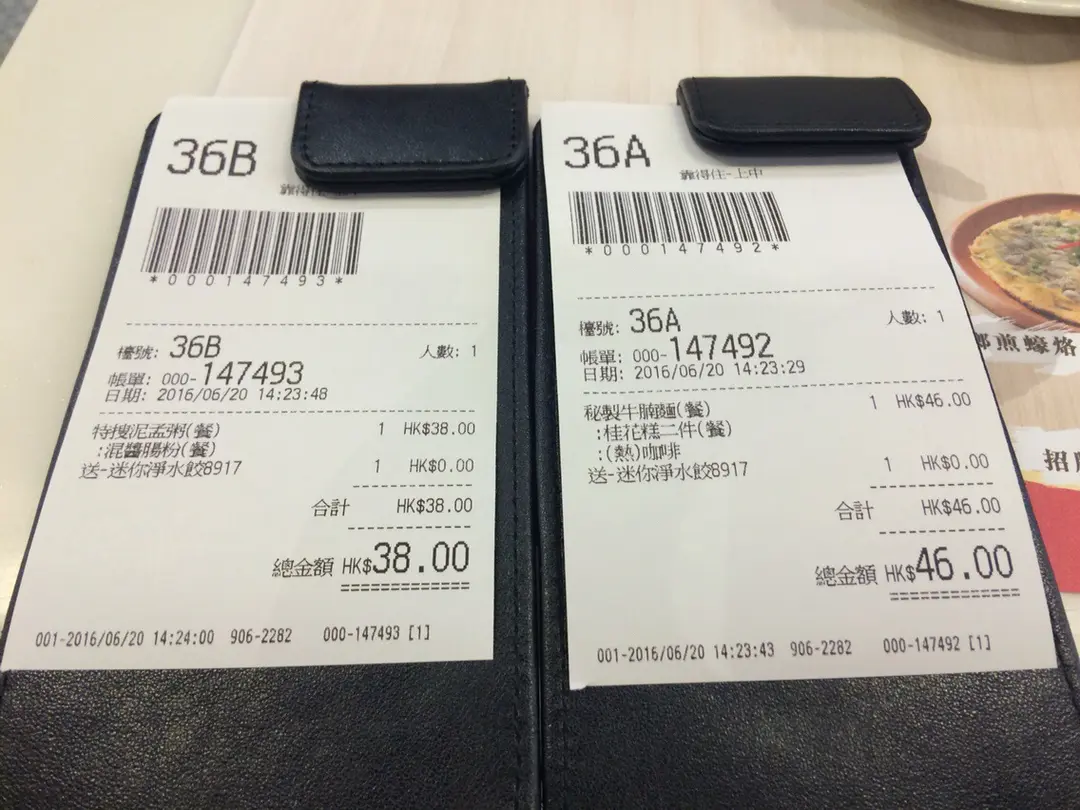 36B
*000147493*
檯號: 36B 人數: 1
帳單: 000-147493
日期: 2016/06/20 14:23:48
特搜泥孟粥(餐) 1 HK$38.00
:混醬腸粉(餐)
送-迷你淨水餃8917 1 HK$0.00
合計 HK$38.00
總金額 HK$38.00
001-2016/06/20 14:24:00 906-2282 000-147493 [1]
36A
靠得住-上中
*000147492*
檯號: 36A 人數: 1
帳單: 000-147492
日期: 2016/06/20 14:23:29
秘製牛腩麵(餐) 1 HK$46.00
:桂花糕二件(餐)
:(熱)咖啡
送-迷你淨水餃8917 1 HK$0.00
合計 HK$46.00
總金額 HK$46.00
001-2016/06/20 14:23:43 906-2282 000-147492 [1]
煎蠔烙
招